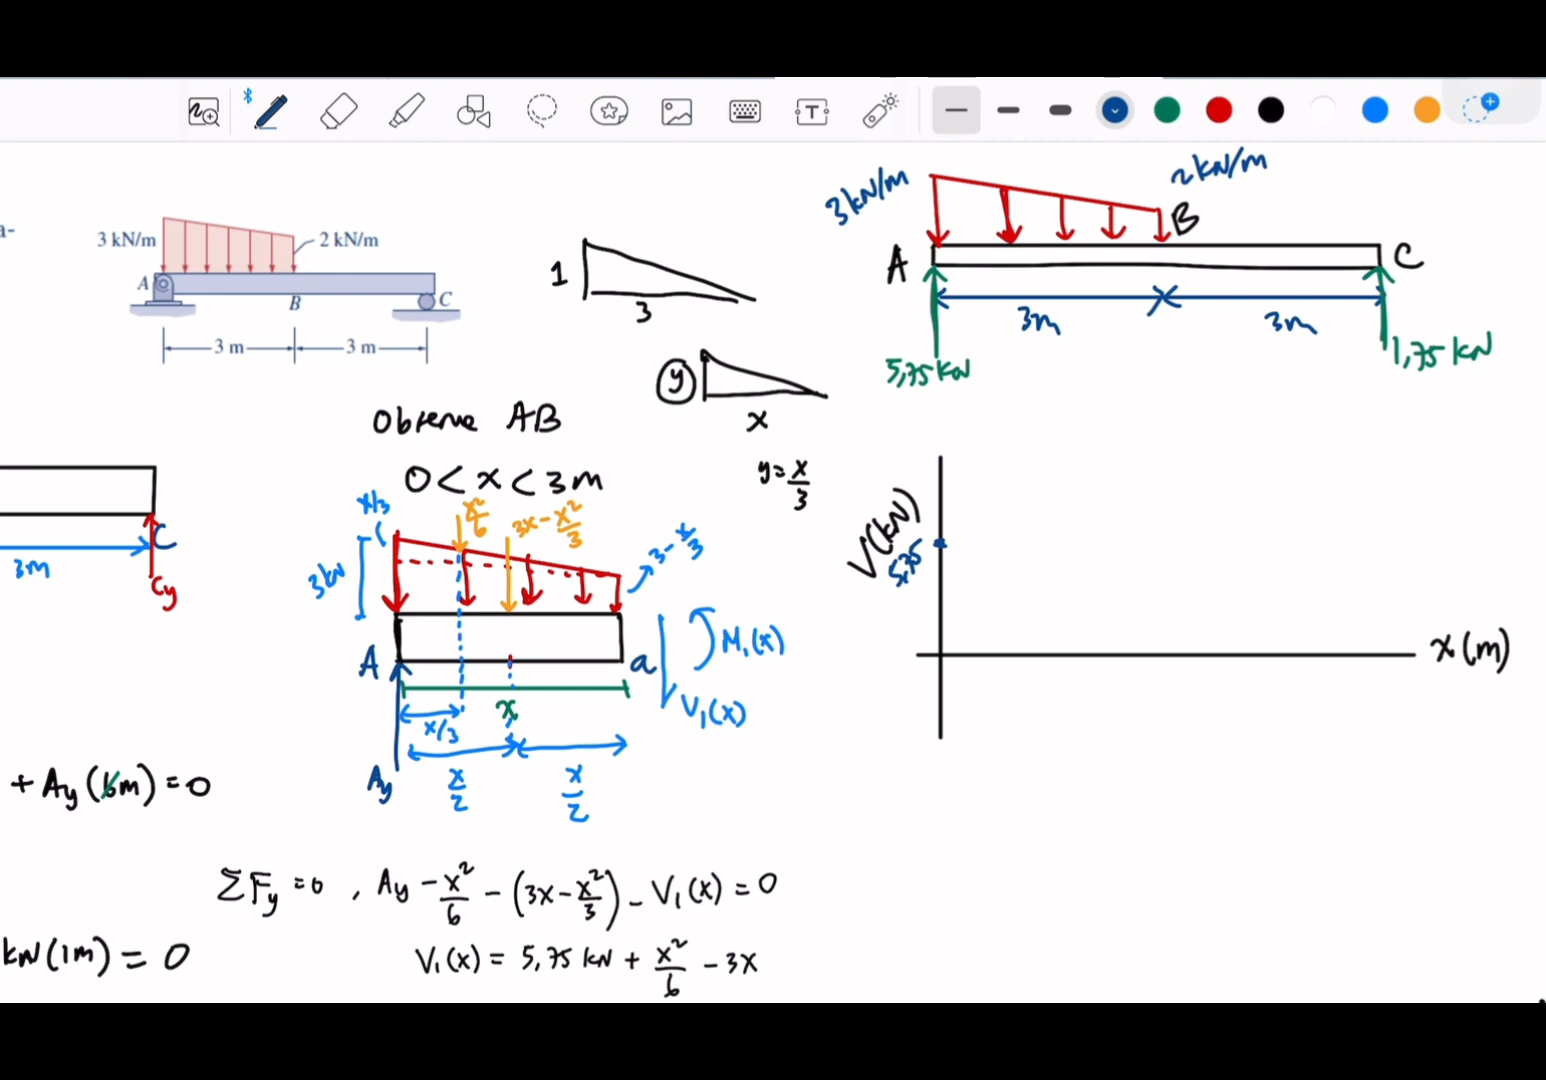 a-
3 kN/m
2 kN/m
A
B
C
3 m
3 m
1
3
y
x
y = x/3
3kN/m
2kN/m
A
B
C
3m
3m
5,75 kN
1,75 kN
Observe AB
0 < x < 3m
x/3
x²/6
3x - x²/3
3 - x/3
3kN
A
a
M₁(x)
V₁(x)
x
x/3
x/2
x/2
Ay
C
3m
Cy
V(kN)
5,75
x (m)
+ Ay (6m) = 0
ΣFy = 0 , Ay - x²/6 - (3x - x²/3) - V₁(x) = 0
kN(1m) = 0
V₁(x) = 5,75 kN + x²/6 - 3x